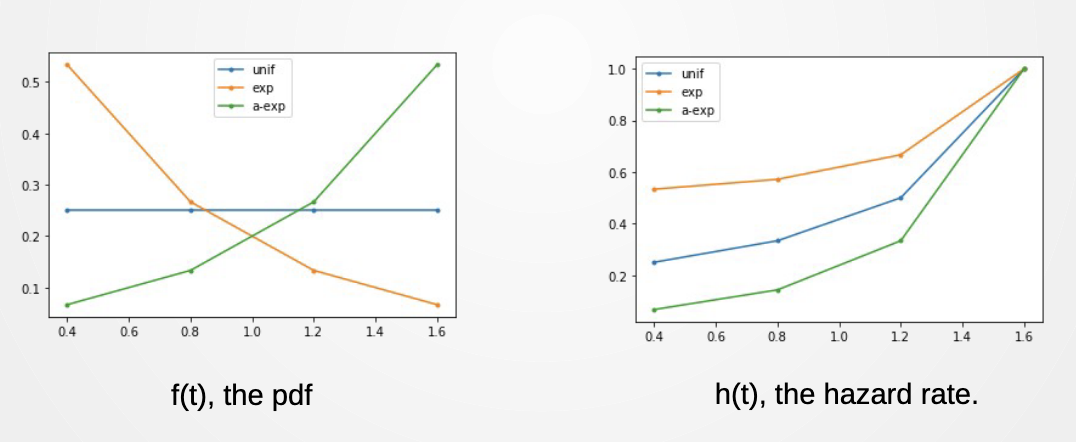 unif
exp
a-exp
0.5
0.4
0.3
0.2
0.1
0.4 0.6 0.8 1.0 1.2 1.4 1.6
f(t), the pdf
unif
exp
a-exp
1.0
0.8
0.6
0.4
0.2
0.4 0.6 0.8 1.0 1.2 1.4 1.6
h(t), the hazard rate.